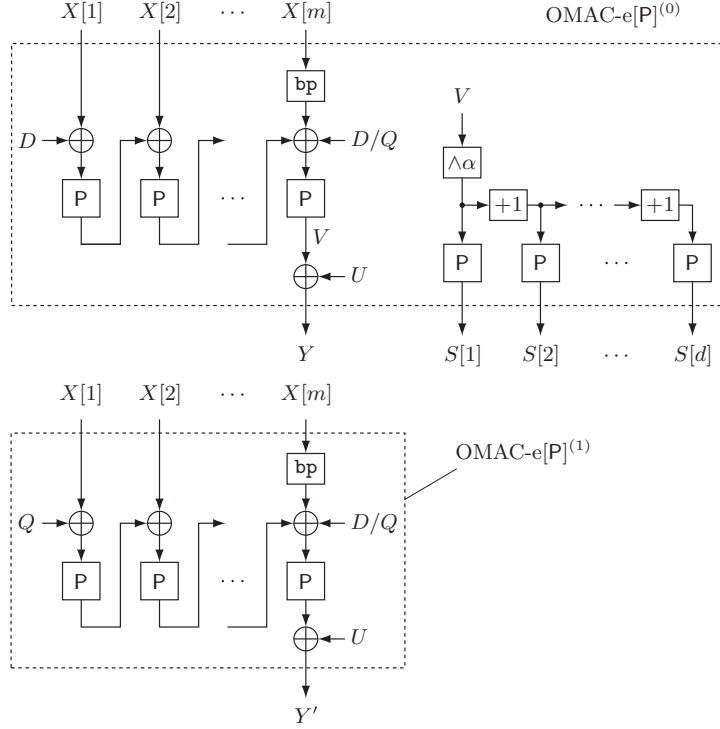 X[1] X[2] ··· X[m] OMAC-e[P]^(0)
bp V
D D/Q
∧α
P P ··· P +1 ··· +1
V P P ··· P
U
Y S[1] S[2] ··· S[d]
X[1] X[2] ··· X[m]
OMAC-e[P]^(1)
bp
Q D/Q
P P ··· P
U
Y′